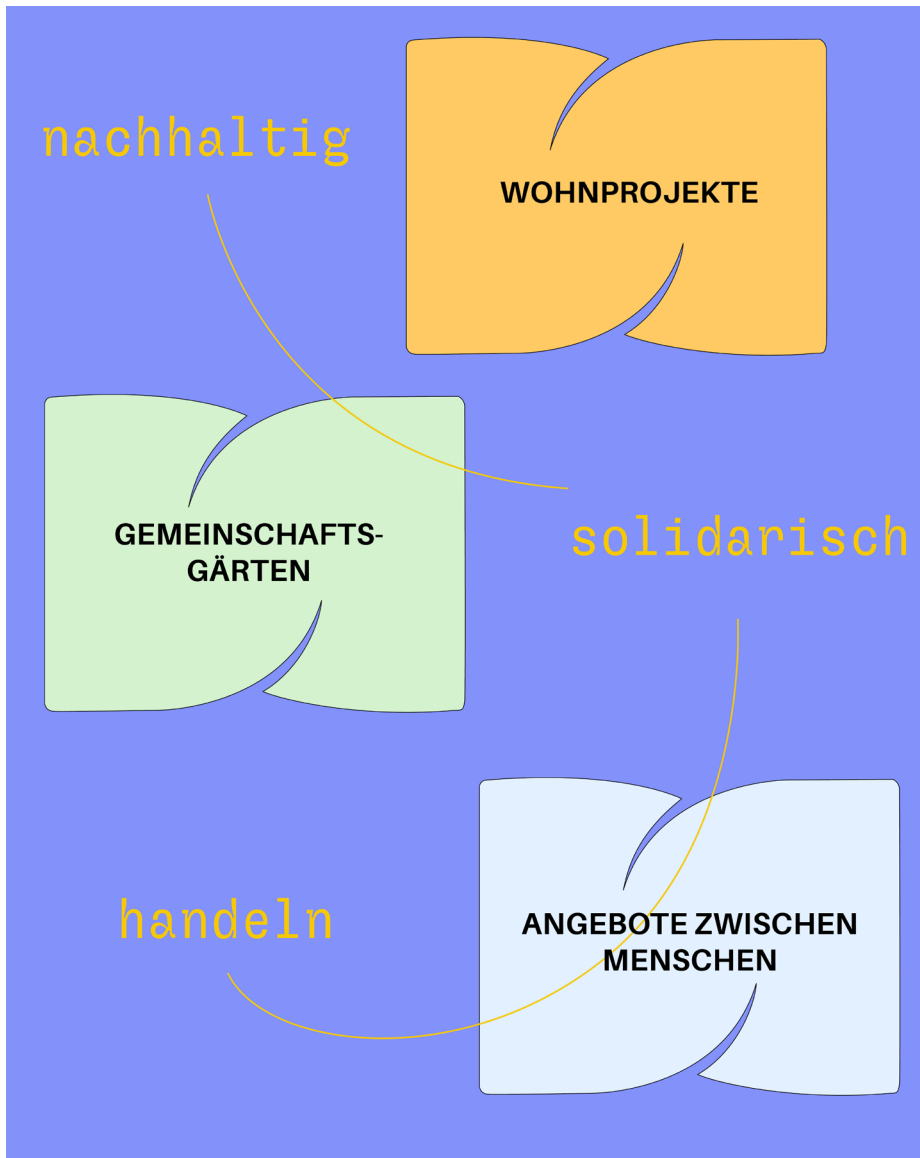 nachhaltig
WOHNPROJEKTE
GEMEINSCHAFTS-
GÄRTEN
solidarisch
handeln
ANGEBOTE ZWISCHEN
MENSCHEN